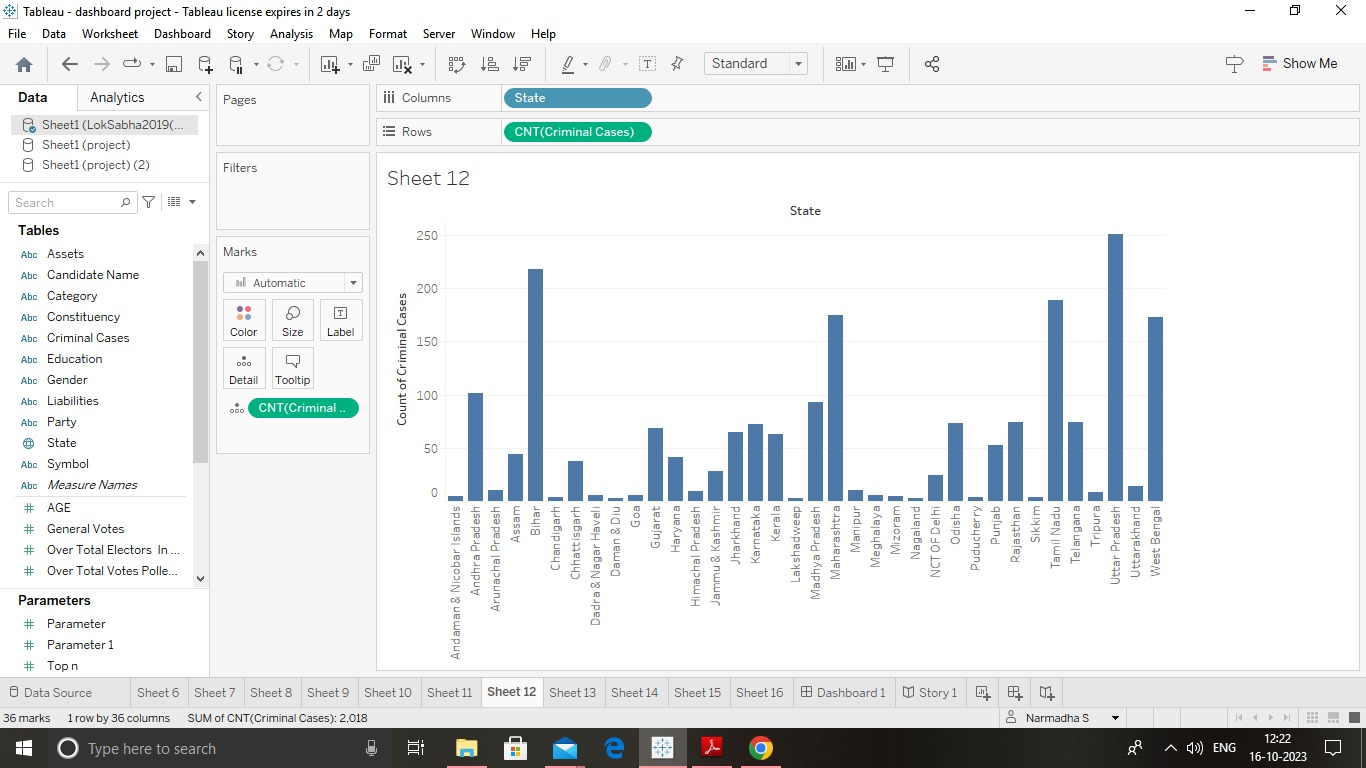 Tableau - dashboard project - Tableau license expires in 2 days
File Data Worksheet Dashboard Story Analysis Map Format Server Window Help
Standard
Show Me
Data Analytics
Sheet1 (LokSabha2019(...
Sheet1 (project)
Sheet1 (project) (2)
Search
Tables
Abc Assets
Abc Candidate Name
Abc Category
Abc Constituency
Abc Criminal Cases
Abc Education
Abc Gender
Abc Liabilities
Abc Party
State
Abc Symbol
Abc Measure Names
# AGE
# General Votes
# Over Total Electors In ...
# Over Total Votes Polle...
Parameters
# Parameter
# Parameter 1
# Top n
Pages
Filters
Marks
Automatic
Color Size Label
Detail Tooltip
CNT(Criminal ..
Columns State
Rows CNT(Criminal Cases)
Sheet 12
State
Count of Criminal Cases
250
200
150
100
50
0
Andaman & Nicobar Islands
Andhra Pradesh
Arunachal Pradesh
Assam
Bihar
Chandigarh
Chhattisgarh
Dadra & Nagar Haveli
Daman & Diu
Goa
Gujarat
Haryana
Himachal Pradesh
Jammu & Kashmir
Jharkhand
Karnataka
Kerala
Lakshadweep
Madhya Pradesh
Maharashtra
Manipur
Meghalaya
Mizoram
Nagaland
NCT OF Delhi
Odisha
Puducherry
Punjab
Rajasthan
Sikkim
Tamil Nadu
Telangana
Tripura
Uttar Pradesh
Uttarakhand
West Bengal
Data Source Sheet 6 Sheet 7 Sheet 8 Sheet 9 Sheet 10 Sheet 11 Sheet 12 Sheet 13 Sheet 14 Sheet 15 Sheet 16 Dashboard 1 Story 1
36 marks 1 row by 36 columns SUM of CNT(Criminal Cases): 2,018 Narmadha S
Type here to search
ENG
12:22
16-10-2023